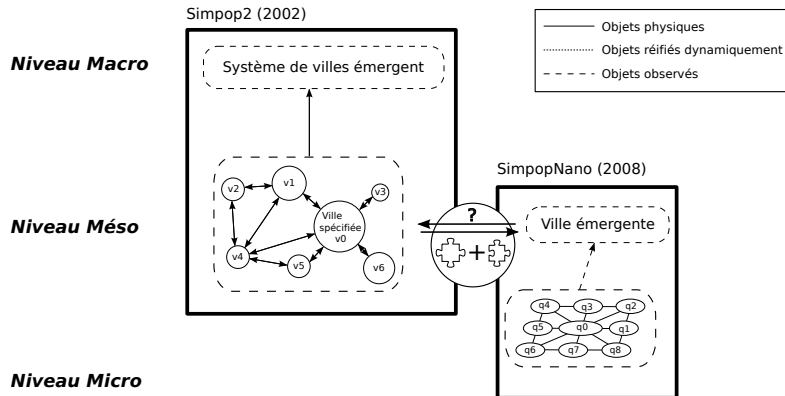 Simpop2 (2002)
Objets physiques
Objets réifiés dynamiquement
Objets observés
Niveau Macro
Système de villes émergent
SimpopNano (2008)
v1
v2
v3
Ville
spécifiée
v0
v4
v5
v6
Niveau Méso
?
+
Ville émergente
q4
q3
q2
q5
q0
q1
q6
q7
q8
Niveau Micro